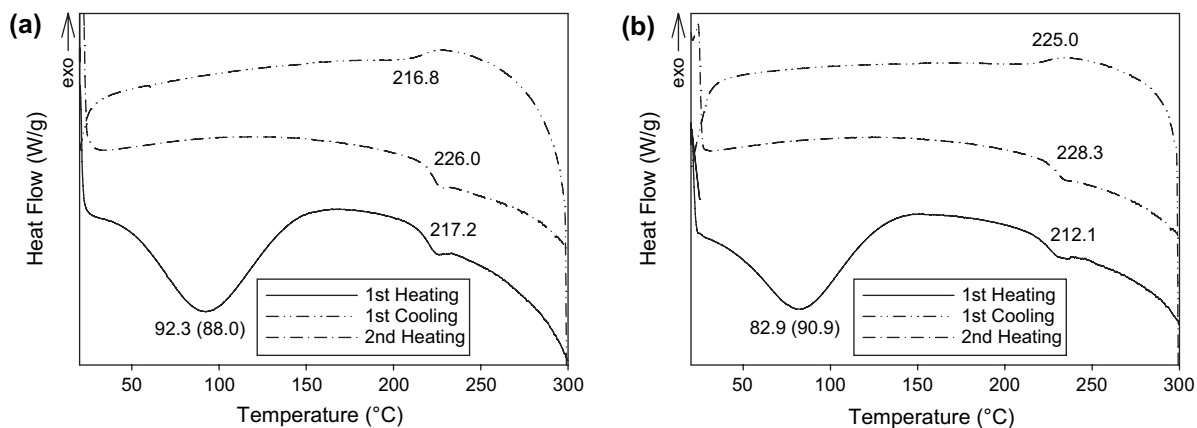 (a)
exo
Heat Flow (W/g)
216.8
226.0
217.2
92.3 (88.0)
1st Heating
1st Cooling
2nd Heating
50 100 150 200 250 300
Temperature (°C)
(b)
exo
Heat Flow (W/g)
225.0
228.3
212.1
82.9 (90.9)
1st Heating
1st Cooling
2nd Heating
50 100 150 200 250 300
Temperature (°C)